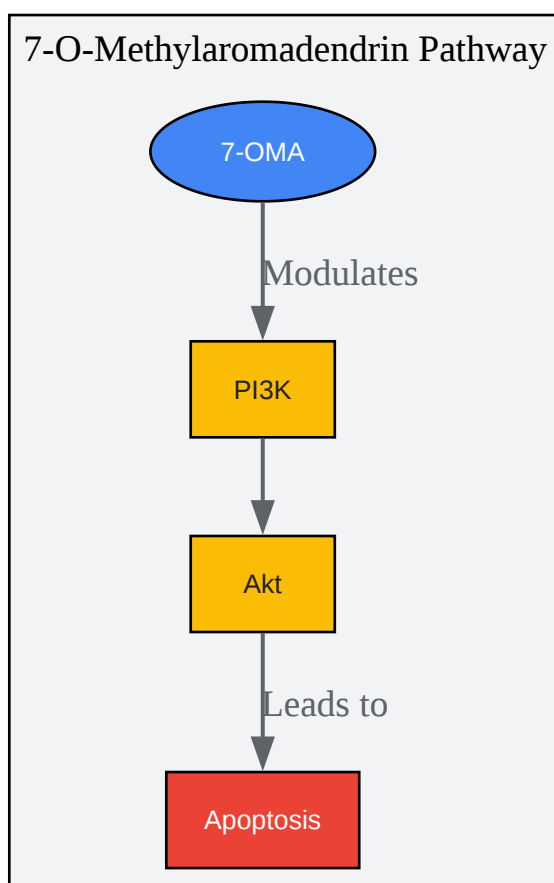 7-O-Methylaromadendrin Pathway
7-OMA
Modulates
PI3K
Akt
Leads to
Apoptosis